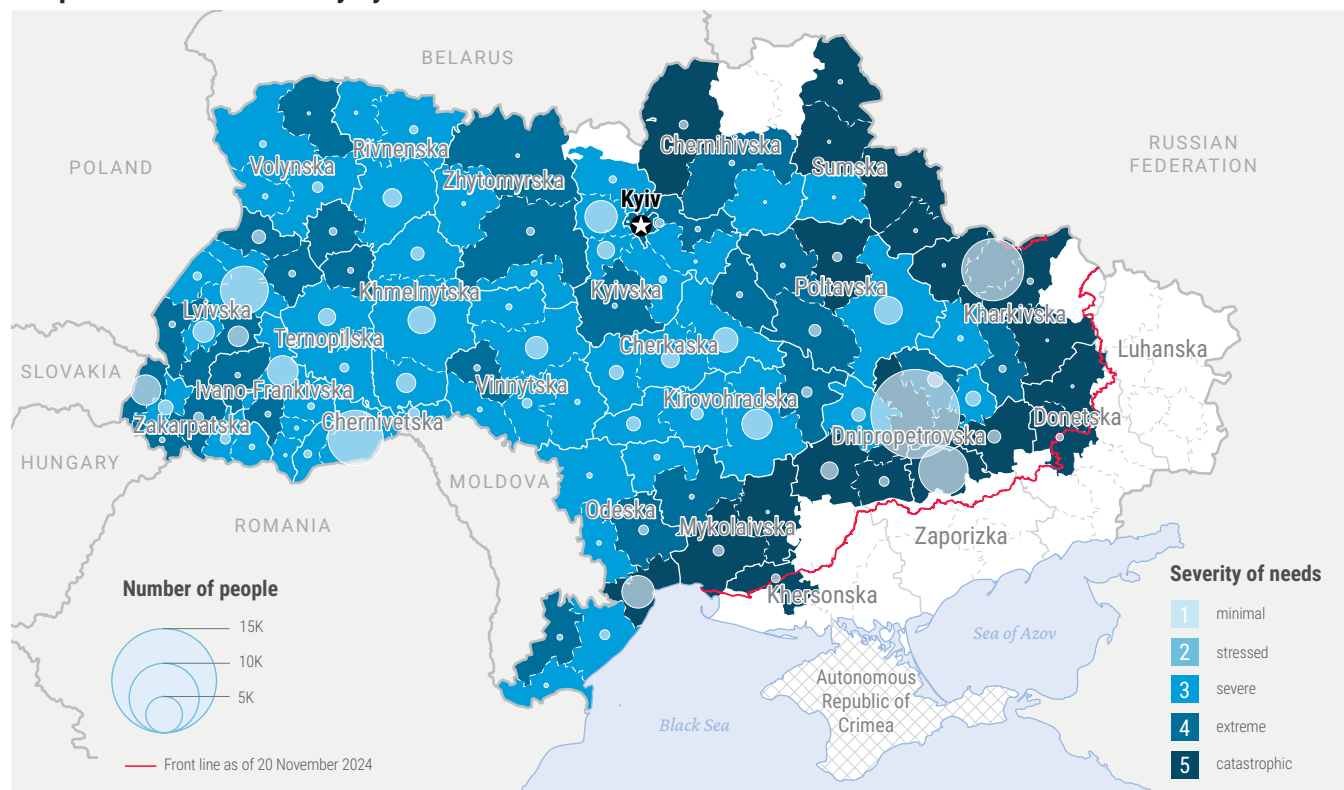 BELARUS
POLAND
RUSSIAN
FEDERATION
Chernihivska
Rivnenska
Volynska
Zhytomyrska
Sumska
Kyiv
Kyivska
Poltavska
Khmelnytska
Lvivska
Kharkivska
Ternopilska
Cherkaska
Luhanska
SLOVAKIA
Ivano-Frankivska
Vinnytska
Kirovohradska
Zakarpatska
Chernivetska
Dnipropetrovska
Donetska
HUNGARY
MOLDOVA
ROMANIA
Odeska
Mykolaivska
Zaporizka
Khersonska
Sea of Azov
Autonomous
Republic of
Crimea
Black Sea
Number of people
15K
10K
5K
Front line as of 20 November 2024
Severity of needs
1 minimal
2 stressed
3 severe
4 extreme
5 catastrophic